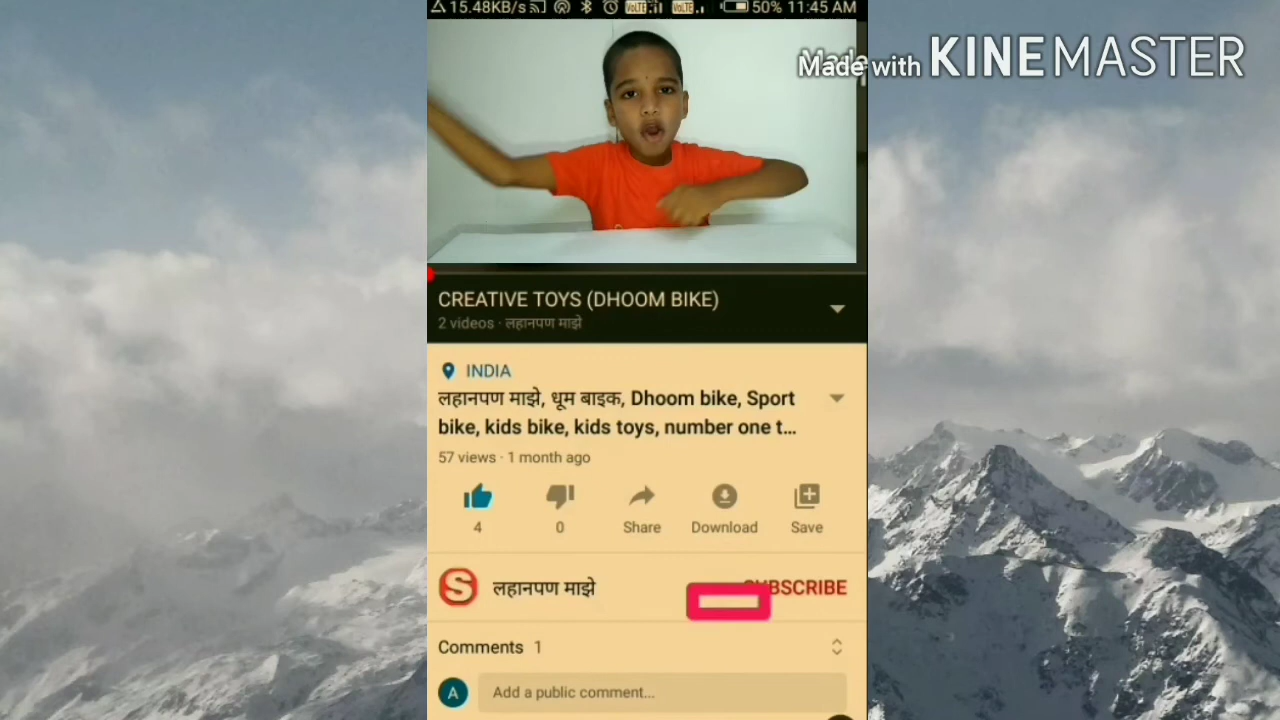 15.48KB/s VoLTE VoLTE 50% 11:45 AM
Made with KINEMASTER
CREATIVE TOYS (DHOOM BIKE)
2 videos · लहानपण माझे
INDIA
लहानपण माझे, धूम बाइक, Dhoom bike, Sport
bike, kids bike, kids toys, number one t...
57 views · 1 month ago
4
0
Share
Download
Save
S
लहानपण माझे
SUBSCRIBE
Comments 1
A
Add a public comment...